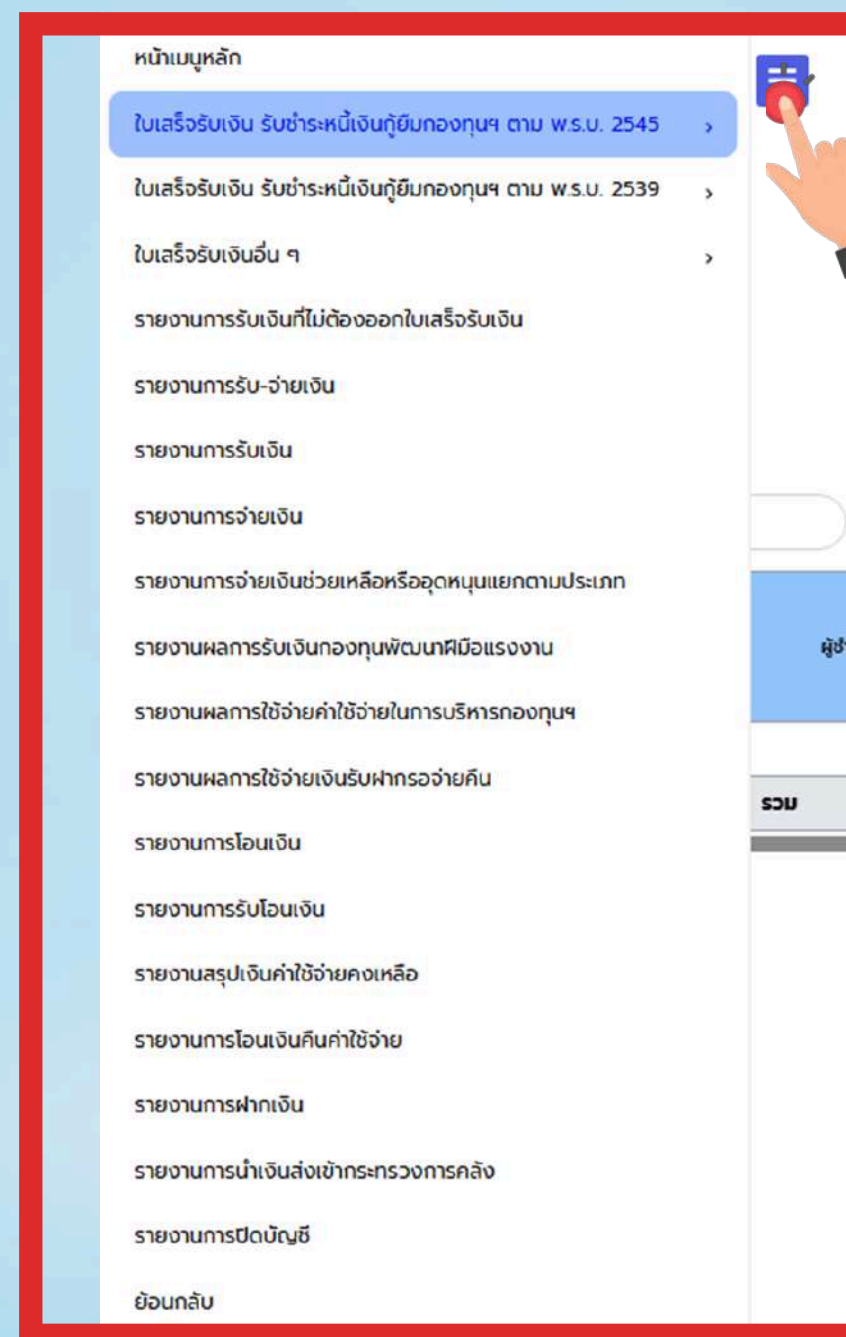 หน้าเมนูหลัก
ใบเสร็จรับเงิน รับชำระหนี้เงินกู้ยืมกองทุนฯ ตาม พ.ร.บ. 2545
ใบเสร็จรับเงิน รับชำระหนี้เงินกู้ยืมกองทุนฯ ตาม พ.ร.บ. 2539
ใบเสร็จรับเงินอื่น ๆ
รายงานการรับเงินที่ไม่ต้องออกใบเสร็จรับเงิน
รายงานการรับ-จ่ายเงิน
รายงานการรับเงิน
รายงานการจ่ายเงิน
รายงานการจ่ายเงินช่วยเหลือหรืออุดหนุนแยกตามประเภท
รายงานผลการรับเงินกองทุนพัฒนาฝีมือแรงงาน
รายงานผลการใช้จ่ายค่าใช้จ่ายในการบริหารกองทุนฯ
รายงานผลการใช้จ่ายเงินรับฝากรอจ่ายคืน
รายงานการโอนเงิน
รายงานการรับโอนเงิน
รายงานสรุปเงินค่าใช้จ่ายคงเหลือ
รายงานการโอนเงินคืนค่าใช้จ่าย
รายงานการฝากเงิน
รายงานการนำเงินส่งเข้ากระทรวงการคลัง
รายงานการปิดบัญชี
ย้อนกลับ
รวม